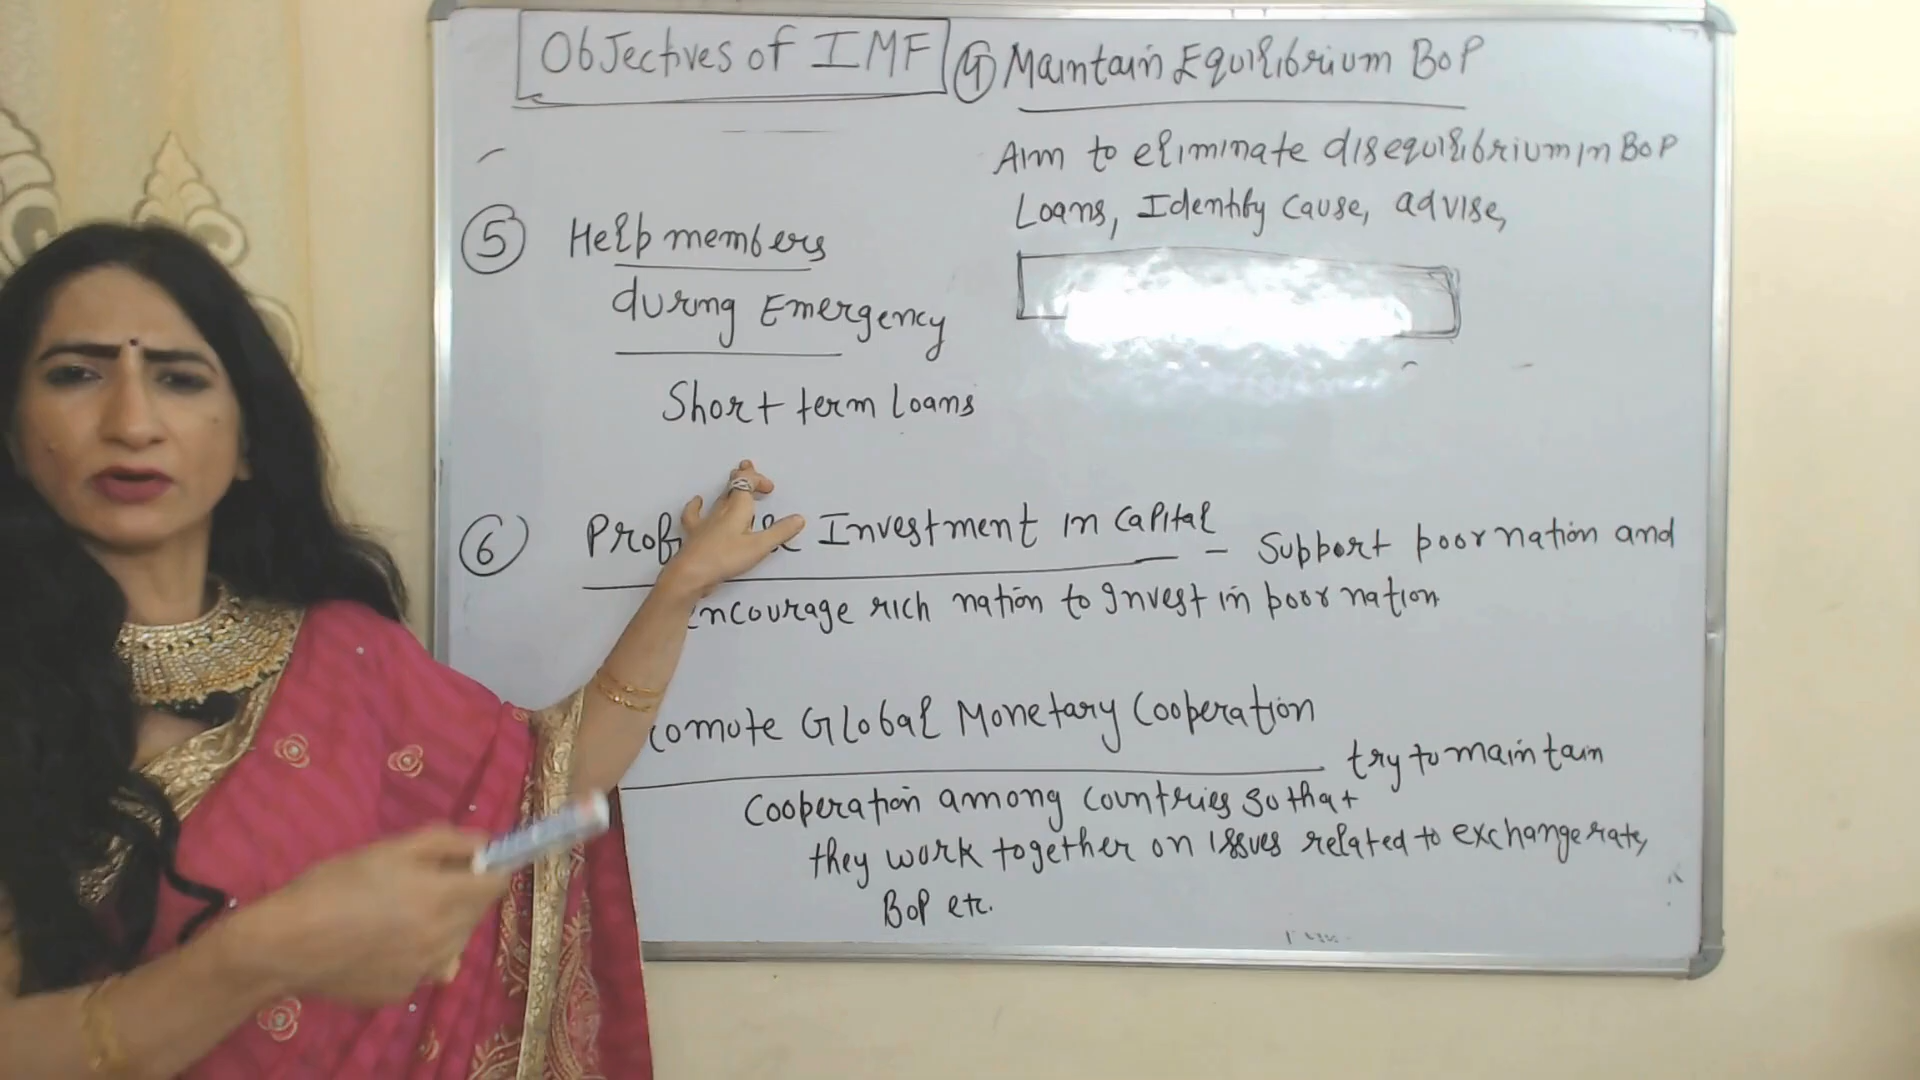 Objectives of IMF
④ Maintain Equilibrium BoP
Aim to eliminate disequilibrium in BoP
Loans, Identify cause, advise,
⑤ Help members
during Emergency
Short term loans
⑥ Investment in Capital - Support poor nation and
encourage rich nation to invest in poor nation
Global Monetary Cooperation
try to maintain
Cooperation among countries so that
they work together on issues related to exchange rate,
BoP etc.